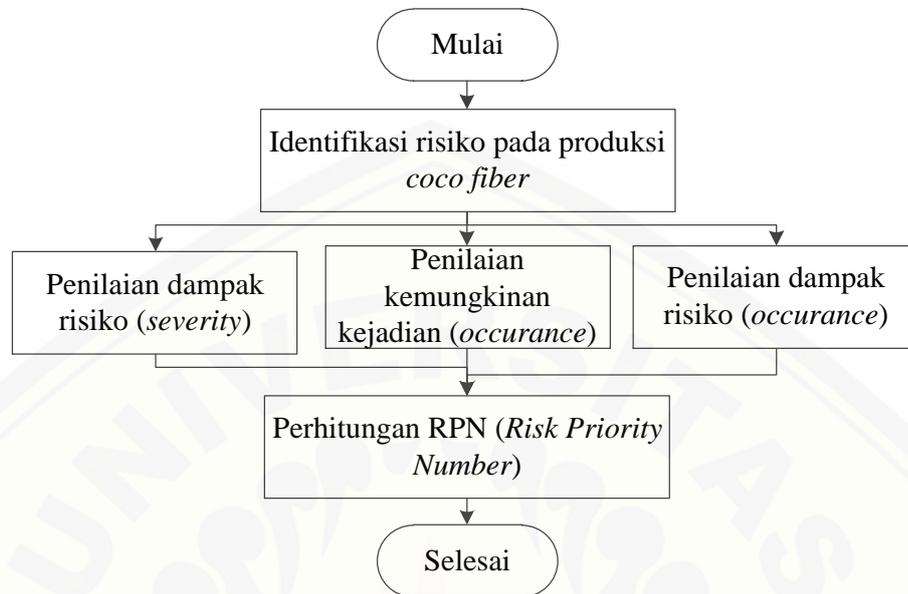 Mulai
Identifikasi risiko pada produksi
coco fiber
Penilaian dampak
risiko (severity)
Penilaian
kemungkinan
kejadian (occurance)
Penilaian dampak
risiko (occurance)
Perhitungan RPN (Risk Priority
Number)
Selesai
UNIVERSITAS